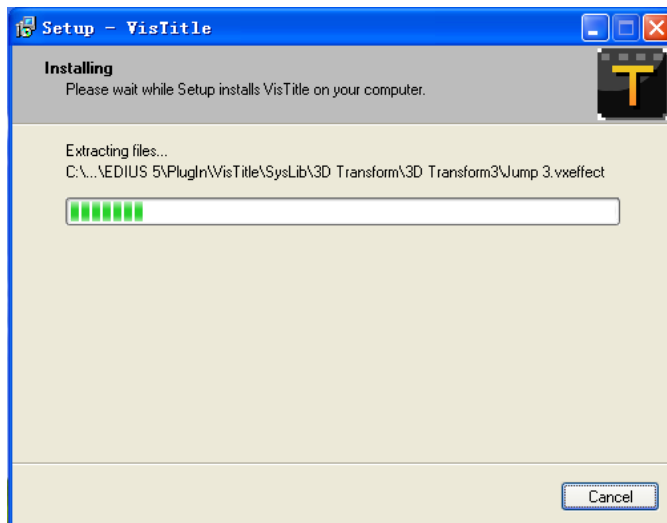 Setup - VisTitle
Installing
Please wait while Setup installs VisTitle on your computer.
T
Extracting files...
C:\...\EDIUS 5\PlugIn\VisTitle\SysLib\3D Transform\3D Transform3\Jump 3.vxeffect
Cancel